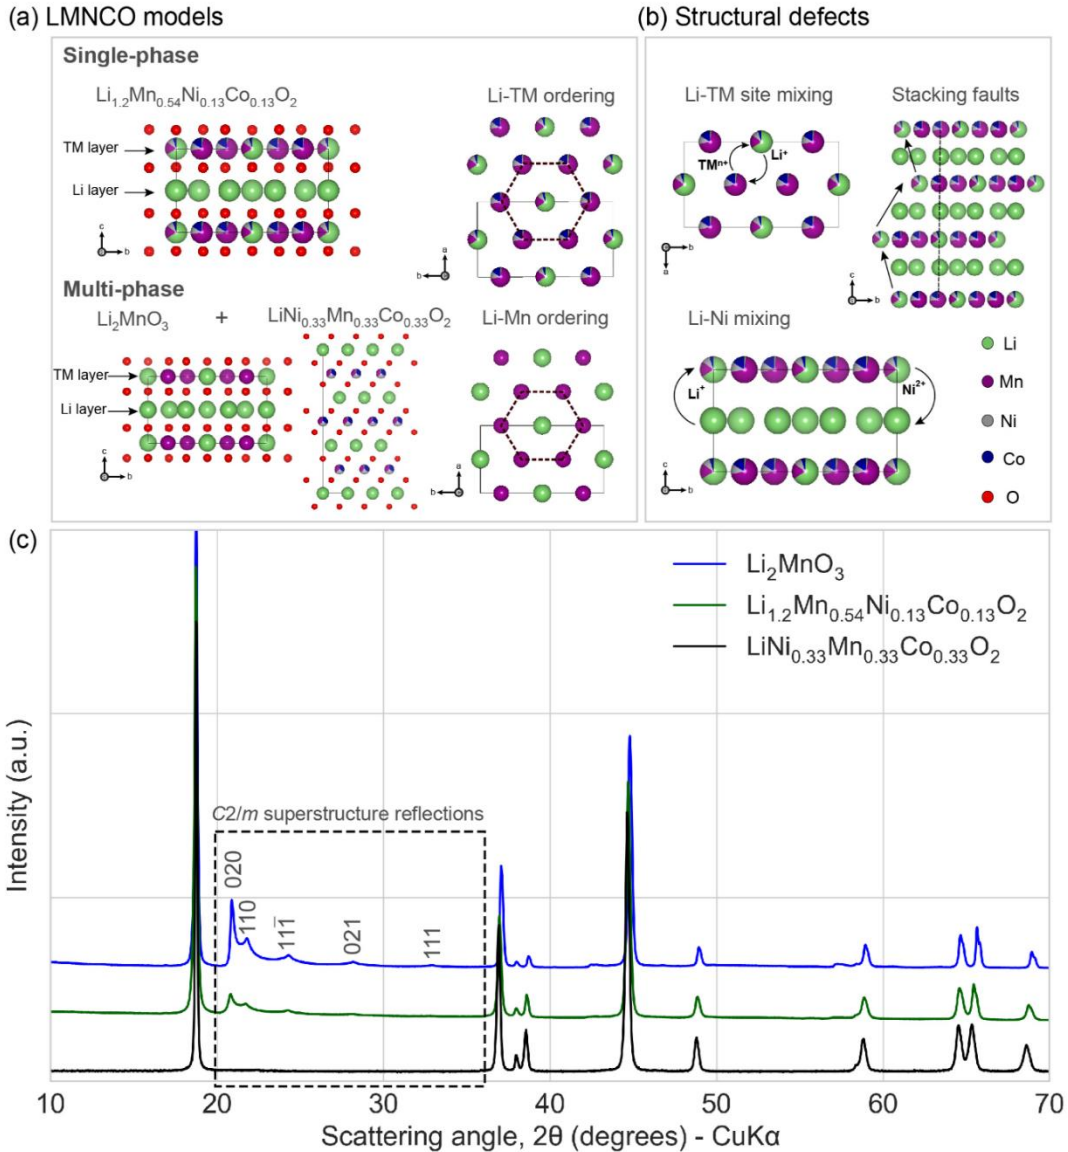 (a) LMNCO models
Single-phase
Li1.2Mn0.54Ni0.13Co0.13O2
TM layer
Li layer
c
b
Li-TM ordering
a
b
Multi-phase
Li2MnO3 + LiNi0.33Mn0.33Co0.33O2
TM layer
Li layer
c
b
Li-Mn ordering
a
b
(b) Structural defects
Li-TM site mixing
TMn+ Li+
b
a
Stacking faults
c
b
Li-Ni mixing
Li+
Ni2+
c
b
Li
Mn
Ni
Co
O
(c)
Li2MnO3
Li1.2Mn0.54Ni0.13Co0.13O2
LiNi0.33Mn0.33Co0.33O2
C2/m superstructure reflections
020
110
11̄1
021
111
Intensity (a.u.)
10 20 30 40 50 60 70
Scattering angle, 2θ (degrees) - CuKα